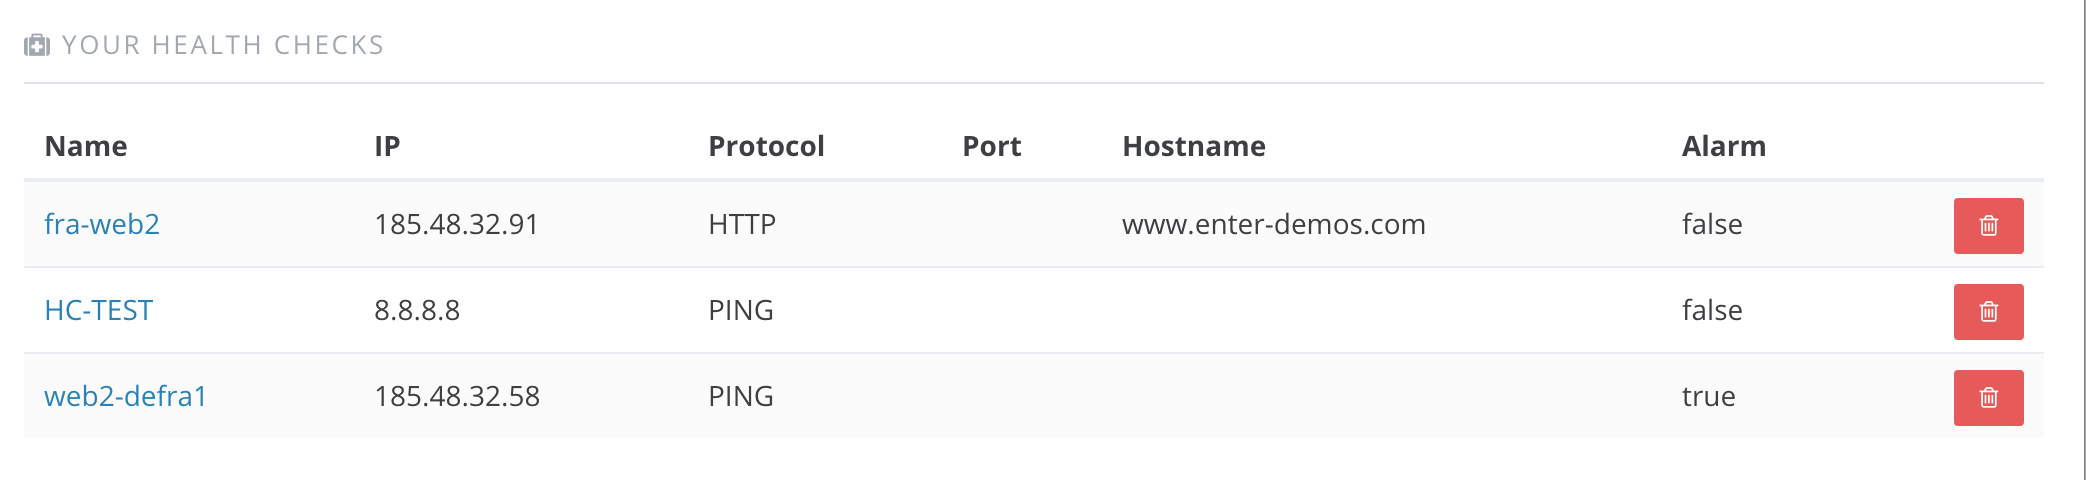 YOUR HEALTH CHECKS
Name IP Protocol Port Hostname Alarm
fra-web2 185.48.32.91 HTTP www.enter-demos.com false
HC-TEST 8.8.8.8 PING false
web2-defra1 185.48.32.58 PING true